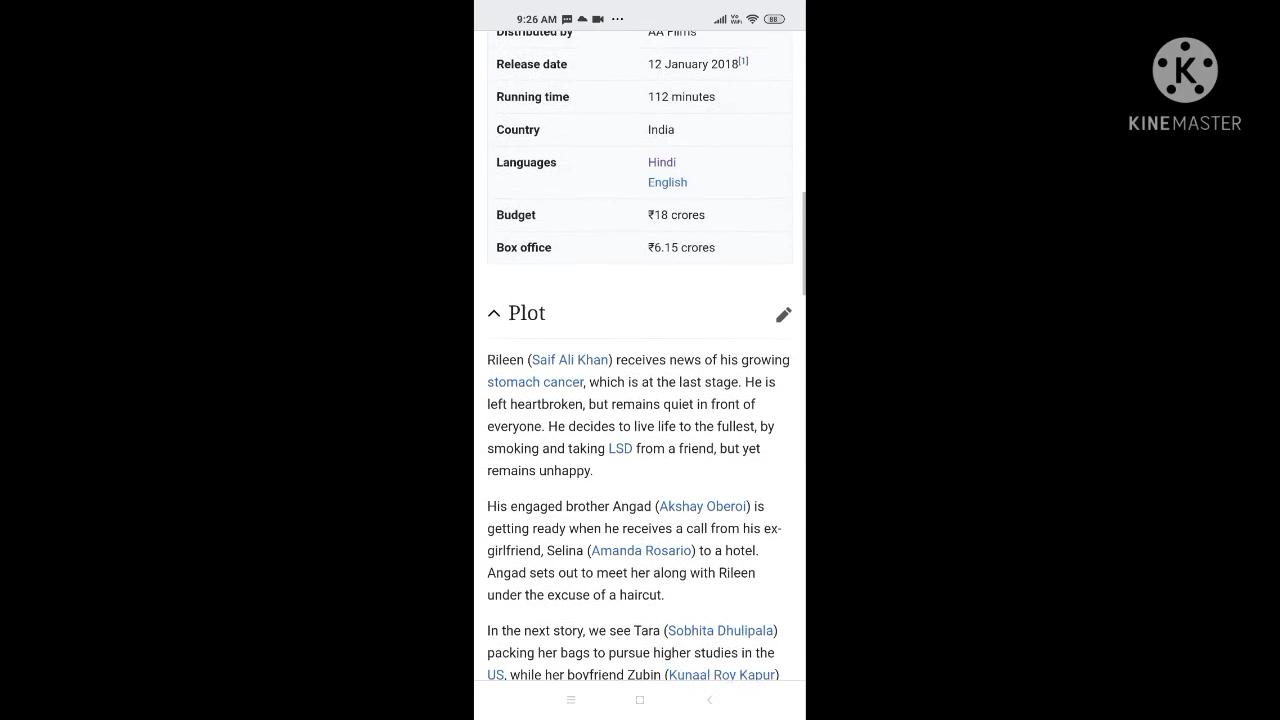 9:26 AM
Vo WiFi
88
KINEMASTER
Distributed by AA Films
Release date 12 January 2018[1]
Running time 112 minutes
Country India
Languages Hindi
English
Budget ₹18 crores
Box office ₹6.15 crores
Plot
Rileen (Saif Ali Khan) receives news of his growing
stomach cancer, which is at the last stage. He is
left heartbroken, but remains quiet in front of
everyone. He decides to live life to the fullest, by
smoking and taking LSD from a friend, but yet
remains unhappy.
His engaged brother Angad (Akshay Oberoi) is
getting ready when he receives a call from his ex-
girlfriend, Selina (Amanda Rosario) to a hotel.
Angad sets out to meet her along with Rileen
under the excuse of a haircut.
In the next story, we see Tara (Sobhita Dhulipala)
packing her bags to pursue higher studies in the
US, while her boyfriend Zubin (Kunaal Roy Kapur)